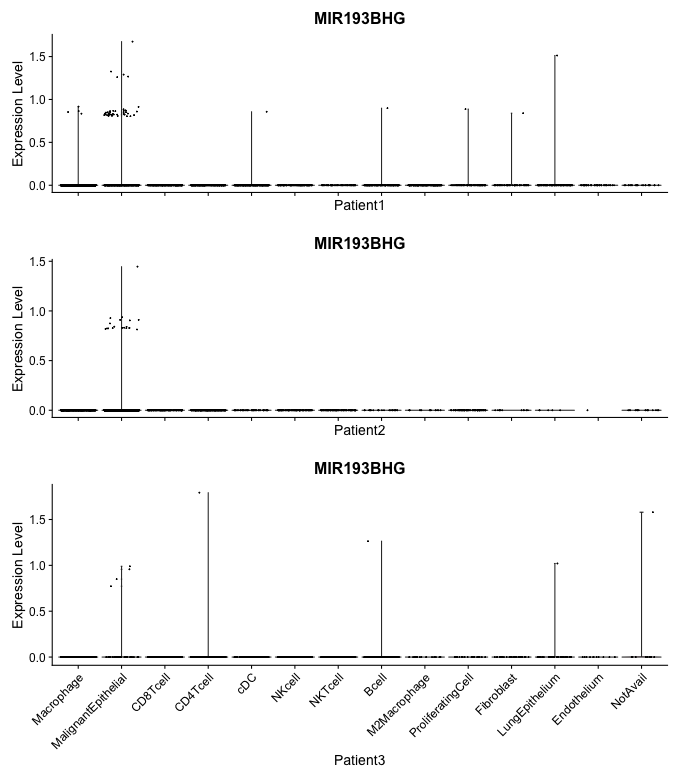 MIR193BHG
Expression Level
1.5
1.0
0.5
0.0
Patient1
MIR193BHG
Expression Level
1.5
1.0
0.5
0.0
Patient2
MIR193BHG
Expression Level
1.5
1.0
0.5
0.0
Macrophage
MalignantEpithelial
CD8Tcell
CD4Tcell
cDC
NKcell
NKTcell
Bcell
M2Macrophage
ProliferatingCell
Fibroblast
LungEpithelium
Endothelium
NotAvail
Patient3